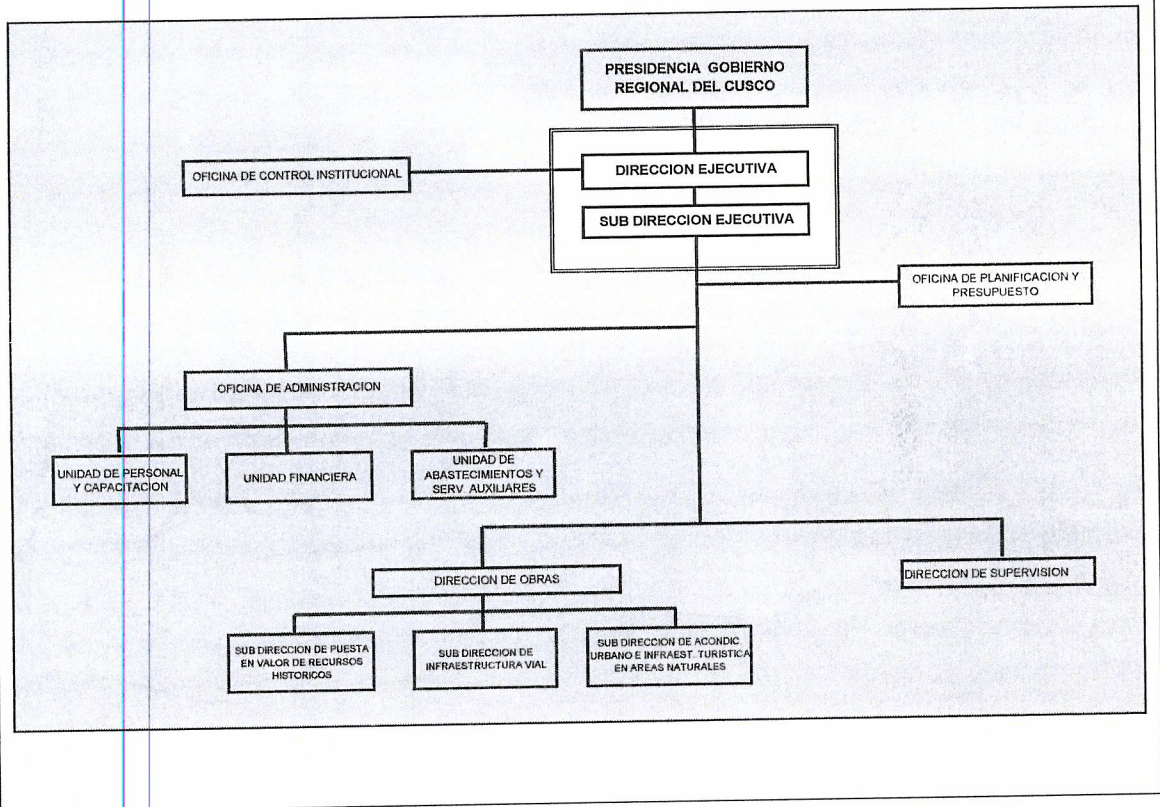 PRESIDENCIA GOBIERNO
REGIONAL DEL CUSCO
OFICINA DE CONTROL INSTITUCIONAL
DIRECCION EJECUTIVA
SUB DIRECCION EJECUTIVA
OFICINA DE PLANIFICACION Y
PRESUPUESTO
OFICINA DE ADMINISTRACION
UNIDAD DE PERSONAL
Y CAPACITACION
UNIDAD FINANCIERA
UNIDAD DE
ABASTECIMIENTOS Y
SERV. AUXILIARES
DIRECCION DE OBRAS
DIRECCION DE SUPERVISION
SUB DIRECCION DE PUESTA
EN VALOR DE RECURSOS
HISTORICOS
SUB DIRECCION DE
INFRAESTRUCTURA VIAL
SUB DIRECCION DE ACONDIC
URBANO E INFRAEST. TURISTICA
EN AREAS NATURALES